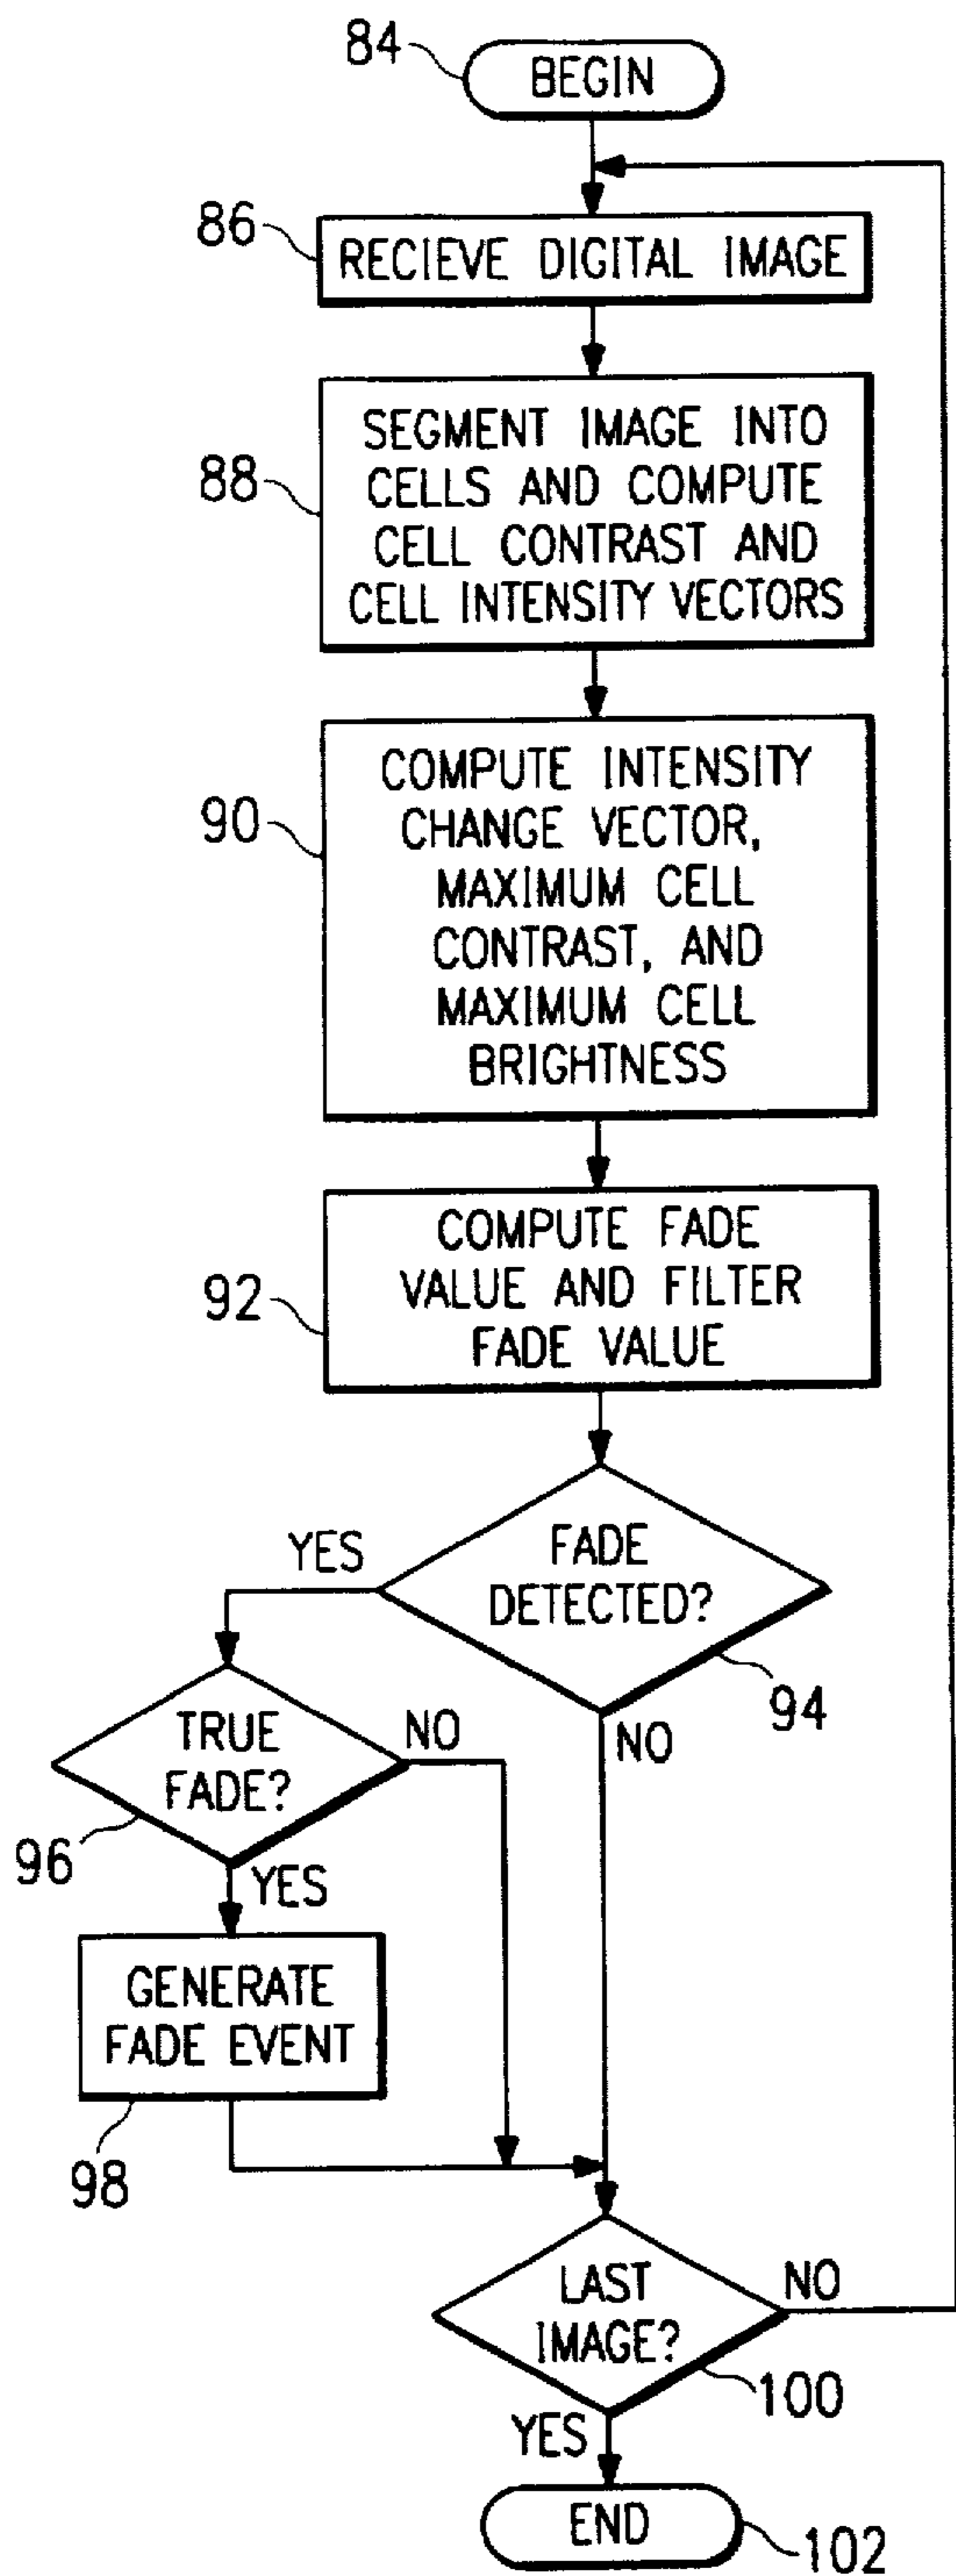 84
BEGIN
86
RECIEVE DIGITAL IMAGE
88
SEGMENT IMAGE INTO
CELLS AND COMPUTE
CELL CONTRAST AND
CELL INTENSITY VECTORS
90
COMPUTE INTENSITY
CHANGE VECTOR,
MAXIMUM CELL
CONTRAST, AND
MAXIMUM CELL
BRIGHTNESS
92
COMPUTE FADE
VALUE AND FILTER
FADE VALUE
YES
FADE
DETECTED?
94
NO
TRUE
FADE?
NO
96
YES
GENERATE
FADE EVENT
98
LAST
IMAGE?
NO
100
YES
END
102